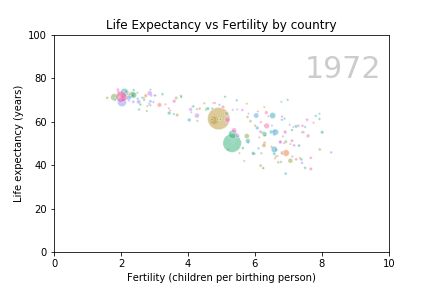 Life Expectancy vs Fertility by country
1972
100
80
60
40
20
0
Life expectancy (years)
0 2 4 6 8 10
Fertility (children per birthing person)